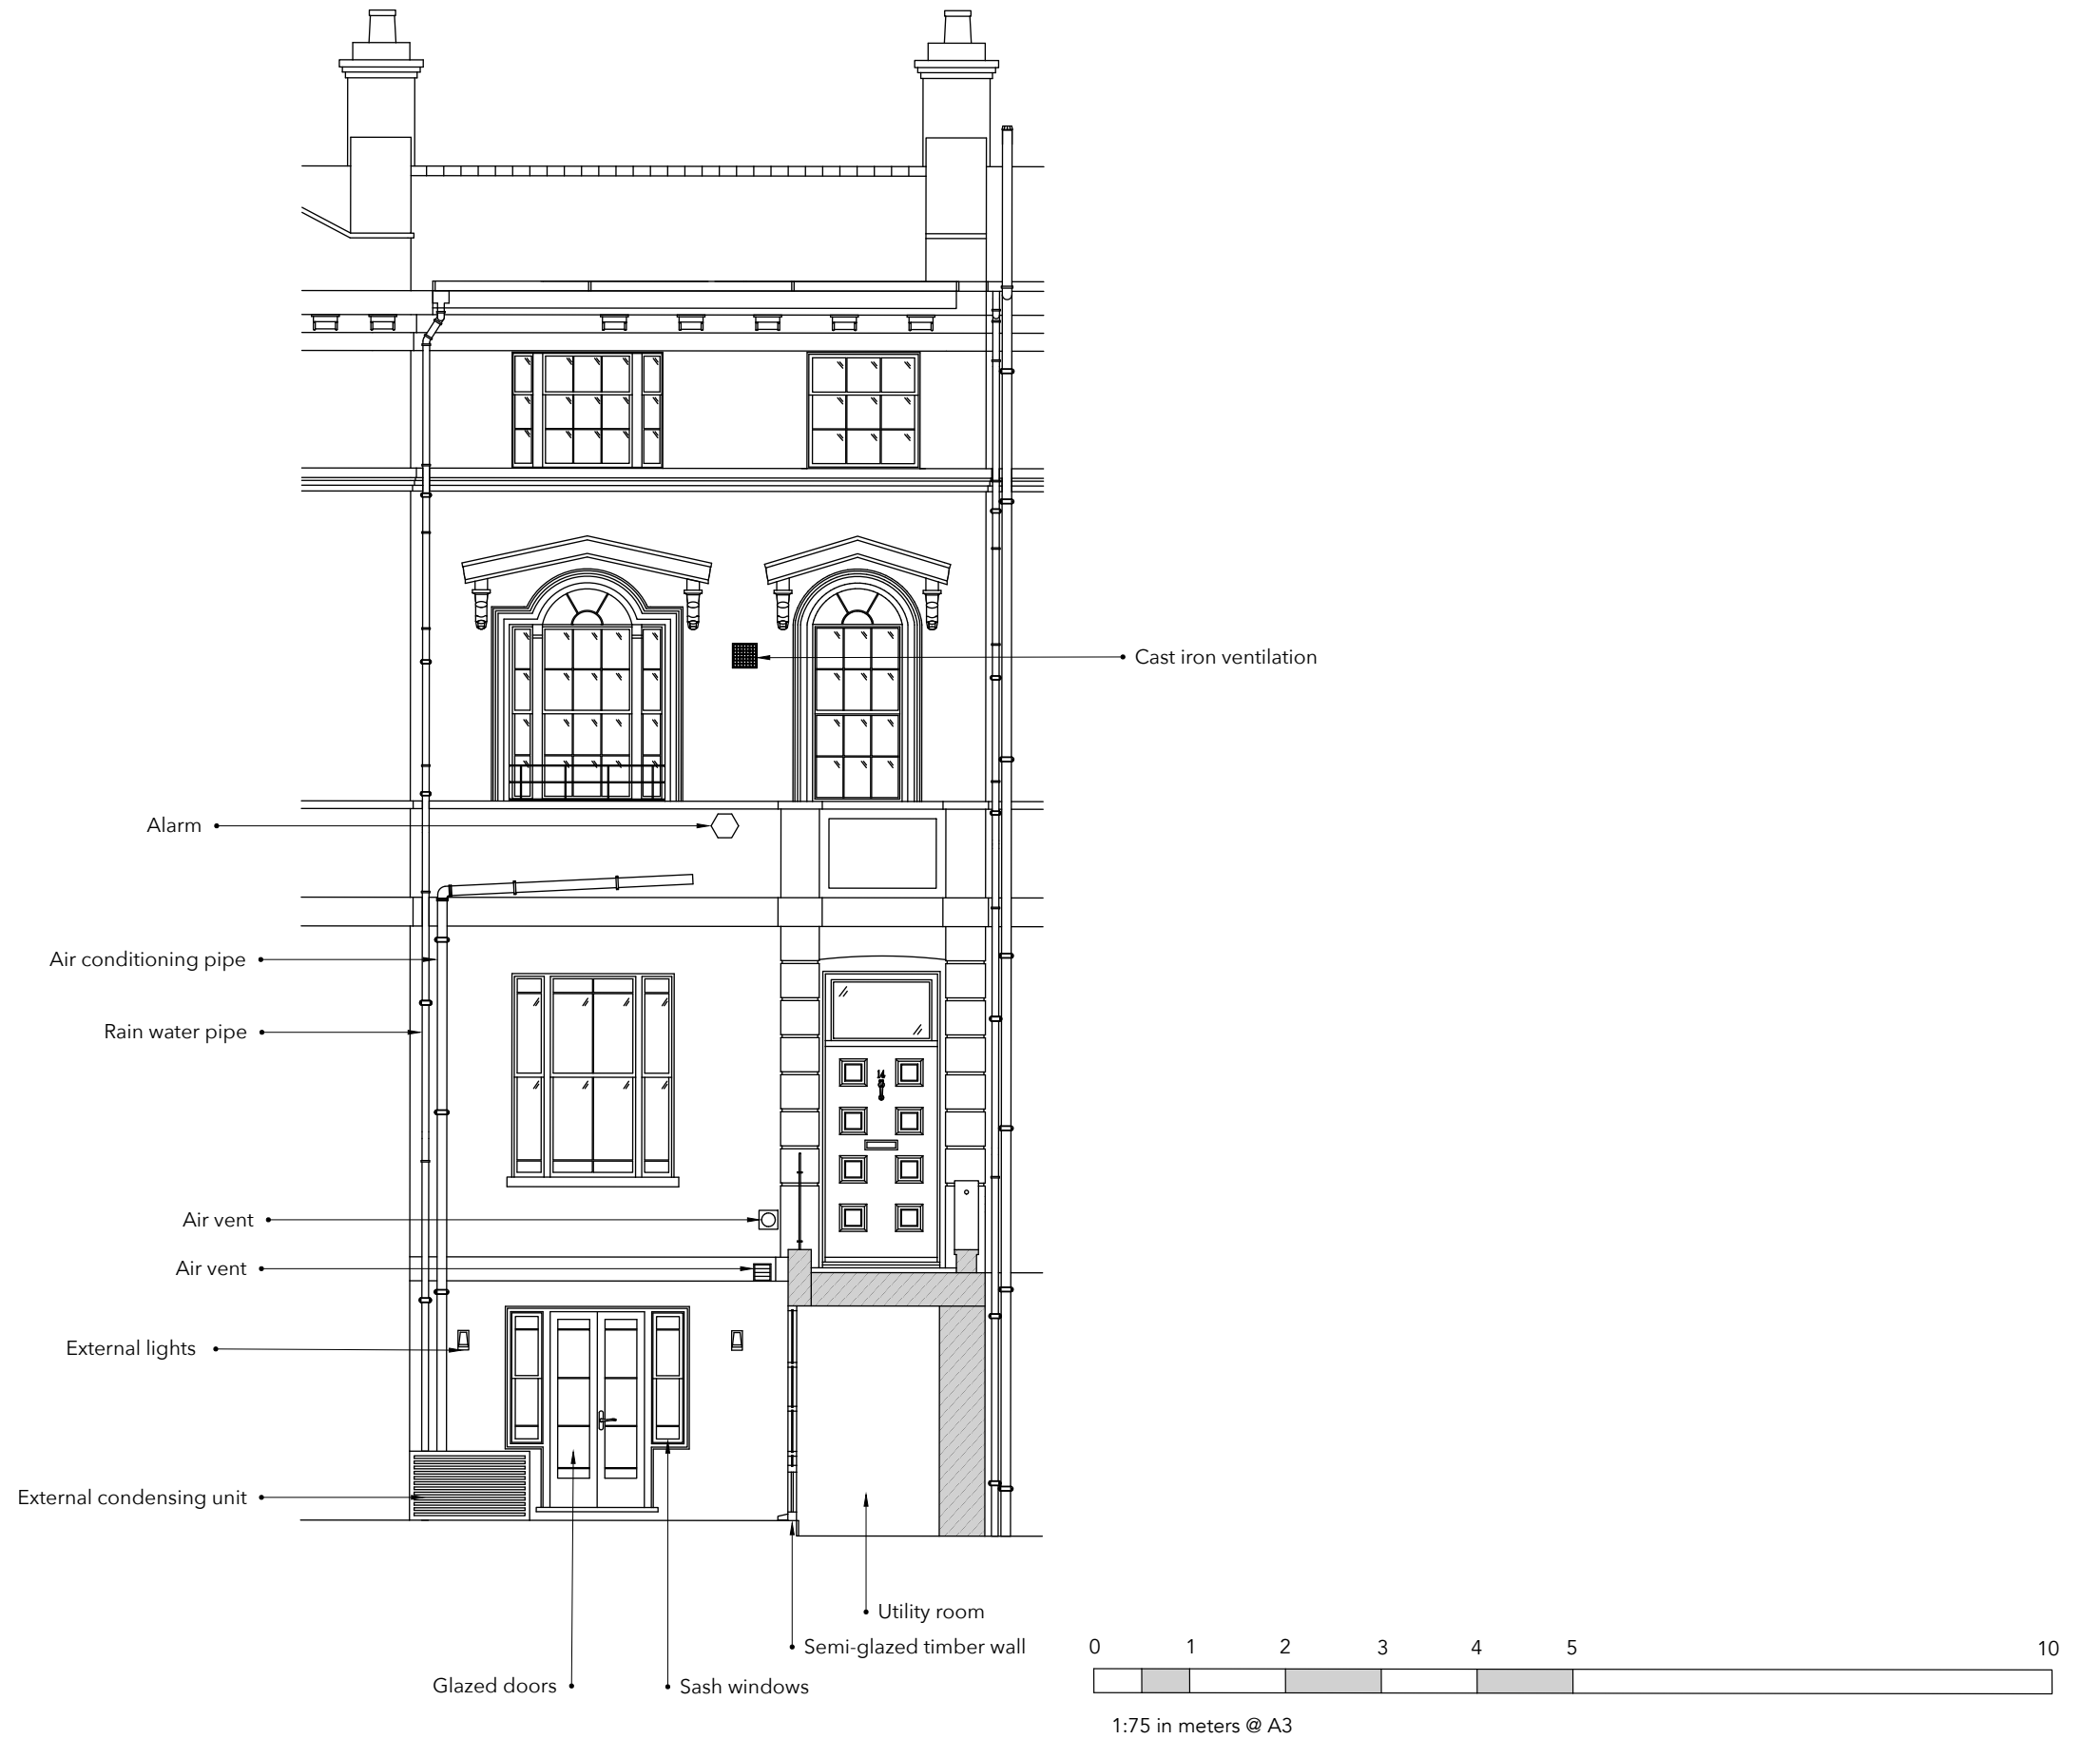 Cast iron ventilation
Alarm
Air conditioning pipe
Rain water pipe
14
Air vent
Air vent
External lights
External condensing unit
Utility room
Semi-glazed timber wall
Glazed doors
Sash windows
0 1 2 3 4 5 10
1:75 in meters @ A3